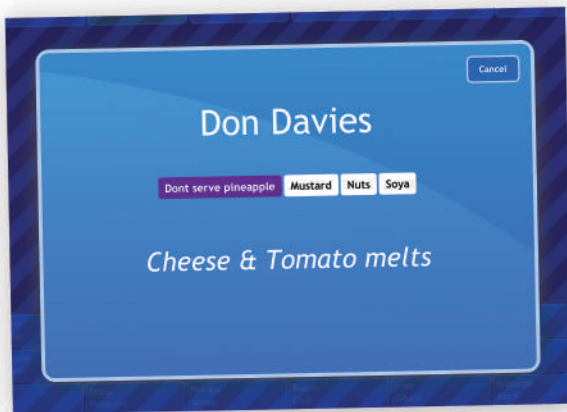 Cancel
Don Davies
Dont serve pineapple Mustard Nuts Soya
Cheese & Tomato melts